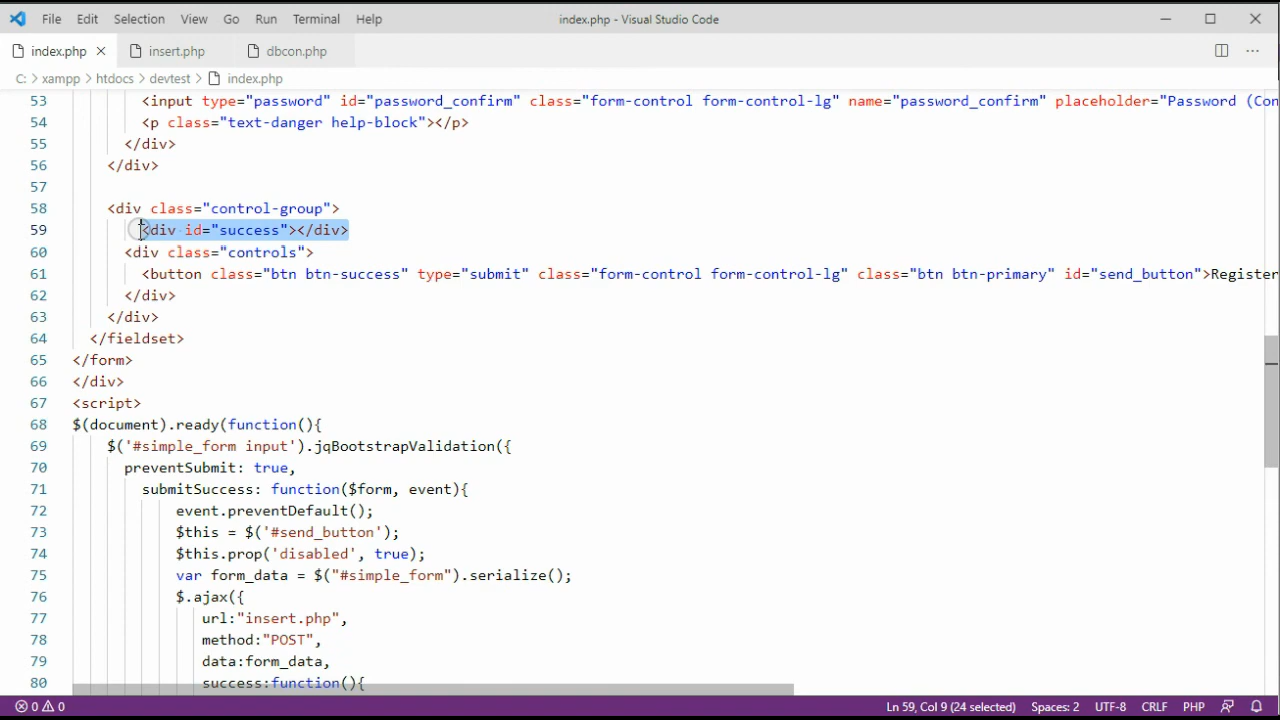 File Edit Selection View Go Run Terminal Help index.php - Visual Studio Code
index.php insert.php dbcon.php
C: > xampp > htdocs > devtest > index.php
53 <input type="password" id="password_confirm" class="form-control form-control-lg" name="password_confirm" placeholder="Password (Con
54 <p class="text-danger help-block"></p>
55 </div>
56 </div>
57
58 <div class="control-group">
59 <div id="success"></div>
60 <div class="controls">
61 <button class="btn btn-success" type="submit" class="form-control form-control-lg" class="btn btn-primary" id="send_button">Register
62 </div>
63 </div>
64 </fieldset>
65 </form>
66 </div>
67 <script>
68 $(document).ready(function(){
69 $('#simple_form input').jqBootstrapValidation({
70 preventSubmit: true,
71 submitSuccess: function($form, event){
72 event.preventDefault();
73 $this = $('#send_button');
74 $this.prop('disabled', true);
75 var form_data = $("#simple_form").serialize();
76 $.ajax({
77 url:"insert.php",
78 method:"POST",
79 data:form_data,
80 success:function(){
0 0 Ln 59, Col 9 (24 selected) Spaces: 2 UTF-8 CRLF PHP